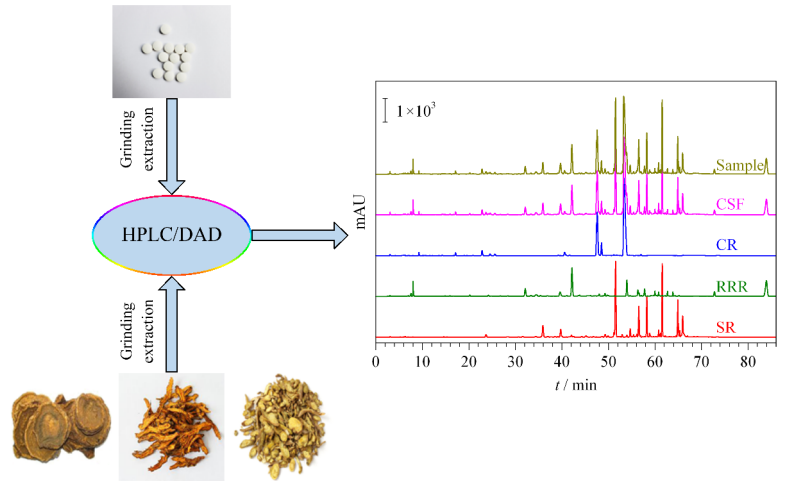 Grinding
extraction
HPLC/DAD
Grinding
extraction
1×10³
mAU
Sample
CSF
CR
RRR
SR
0 10 20 30 40 50 60 70 80
t / min